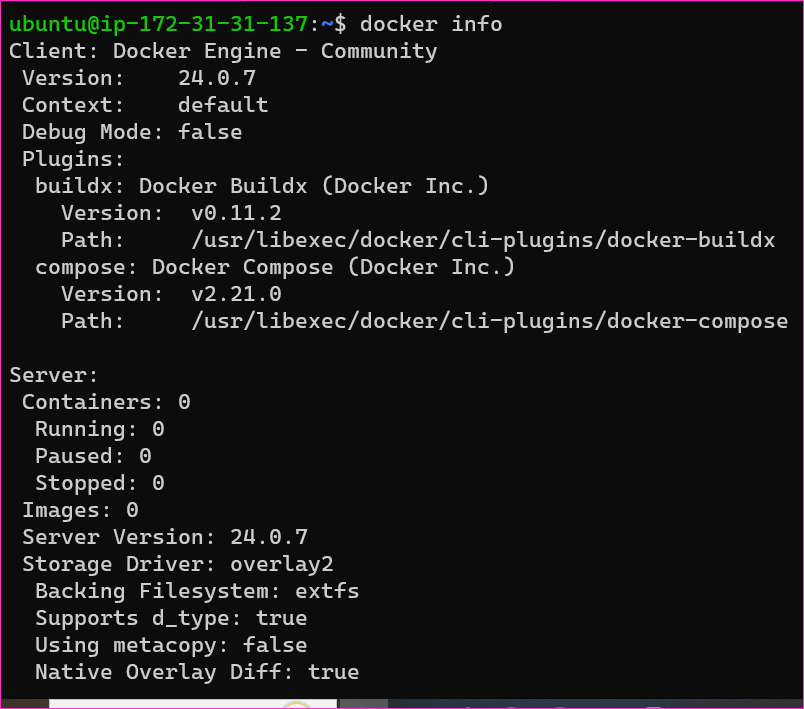 ubuntu@ip-172-31-31-137:~$ docker info
Client: Docker Engine - Community
 Version:    24.0.7
 Context:    default
 Debug Mode: false
 Plugins:
  buildx: Docker Buildx (Docker Inc.)
    Version:  v0.11.2
    Path:     /usr/libexec/docker/cli-plugins/docker-buildx
  compose: Docker Compose (Docker Inc.)
    Version:  v2.21.0
    Path:     /usr/libexec/docker/cli-plugins/docker-compose

Server:
 Containers: 0
  Running: 0
  Paused: 0
  Stopped: 0
 Images: 0
 Server Version: 24.0.7
 Storage Driver: overlay2
  Backing Filesystem: extfs
  Supports d_type: true
  Using metacopy: false
  Native Overlay Diff: true